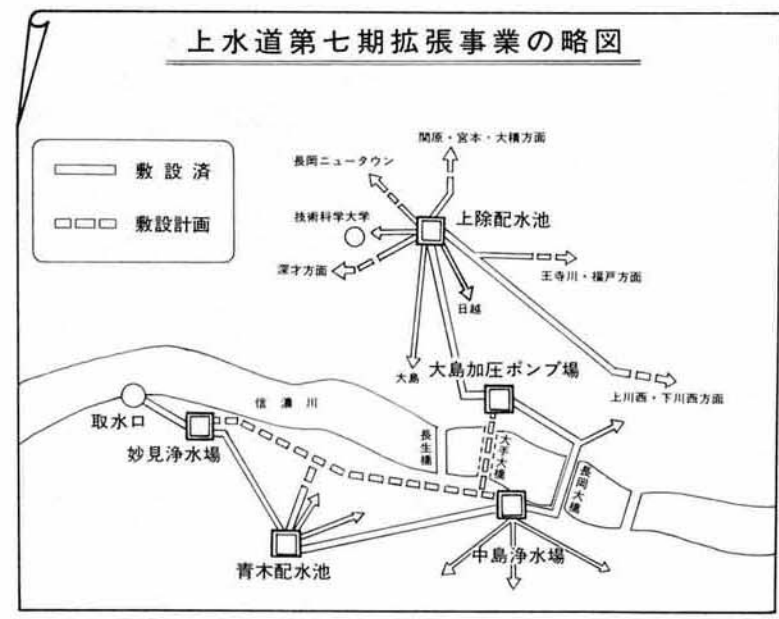 上水道第七期拡張事業の略図
敷設済
敷設計画
関原・宮本・大積方面
長岡ニュータウン
技術科学大学
上除配水池
深才方面
王寺川・福戸方面
日越
大島
大島加圧ポンプ場
上川西・下川西方面
信濃川
取水口
妙見浄水場
長生橋
大手大橋
長岡大橋
青木配水池
中島浄水場